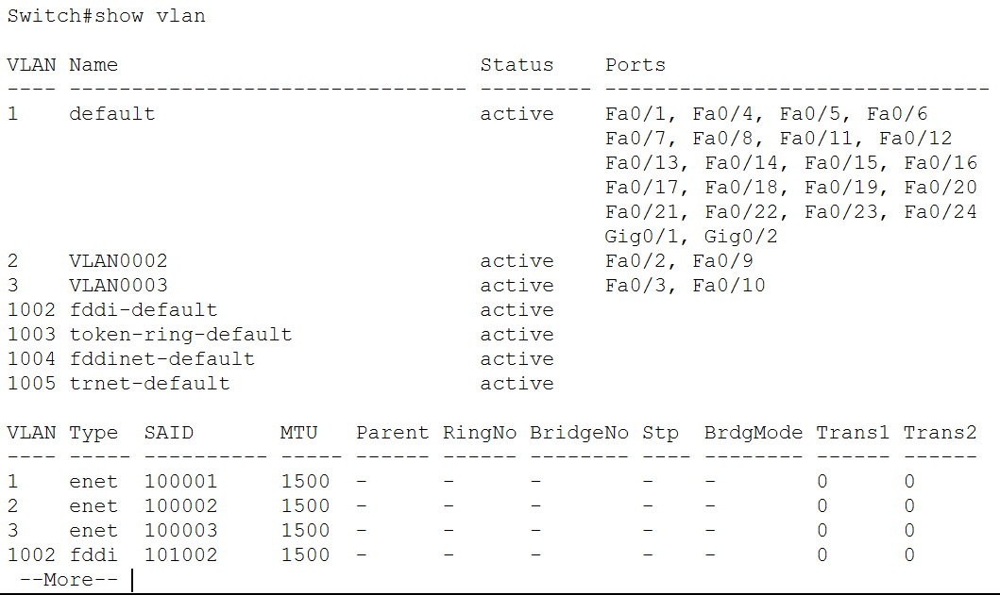 Switch#show vlan

VLAN Name                             Status    Ports
---- -------------------------------- --------- -------------------------------
1    default                          active    Fa0/1, Fa0/4, Fa0/5, Fa0/6
                                                Fa0/7, Fa0/8, Fa0/11, Fa0/12
                                                Fa0/13, Fa0/14, Fa0/15, Fa0/16
                                                Fa0/17, Fa0/18, Fa0/19, Fa0/20
                                                Fa0/21, Fa0/22, Fa0/23, Fa0/24
                                                Gig0/1, Gig0/2
2    VLAN0002                         active    Fa0/2, Fa0/9
3    VLAN0003                         active    Fa0/3, Fa0/10
1002 fddi-default                     active
1003 token-ring-default               active
1004 fddinet-default                  active
1005 trnet-default                    active

VLAN Type  SAID       MTU   Parent RingNo BridgeNo Stp  BrdgMode Trans1 Trans2
---- ----- ---------- ----- ------ ------ -------- ---- -------- ------ ------
1    enet  100001     1500  -      -      -        -    -        0      0
2    enet  100002     1500  -      -      -        -    -        0      0
3    enet  100003     1500  -      -      -        -    -        0      0
1002 fddi  101002     1500  -      -      -        -    -        0      0
 --More--